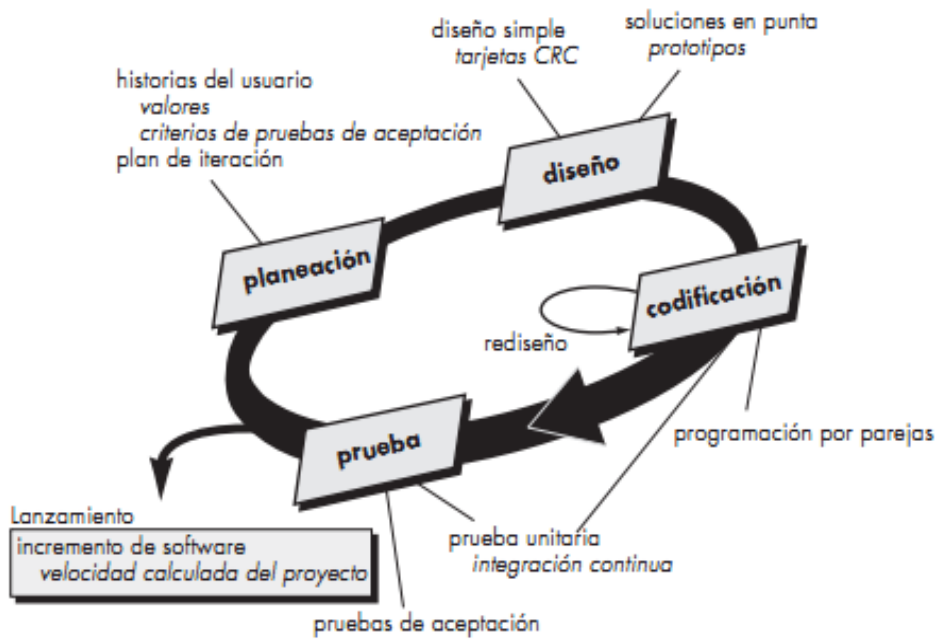 diseño simple
tarjetas CRC
soluciones en punta
prototipos
historias del usuario
valores
criterios de pruebas de aceptación
plan de iteración
diseño
planeación
codificación
rediseño
prueba
programación por parejas
Lanzamiento
incremento de software
velocidad calculada del proyecto
prueba unitaria
integración continua
pruebas de aceptación